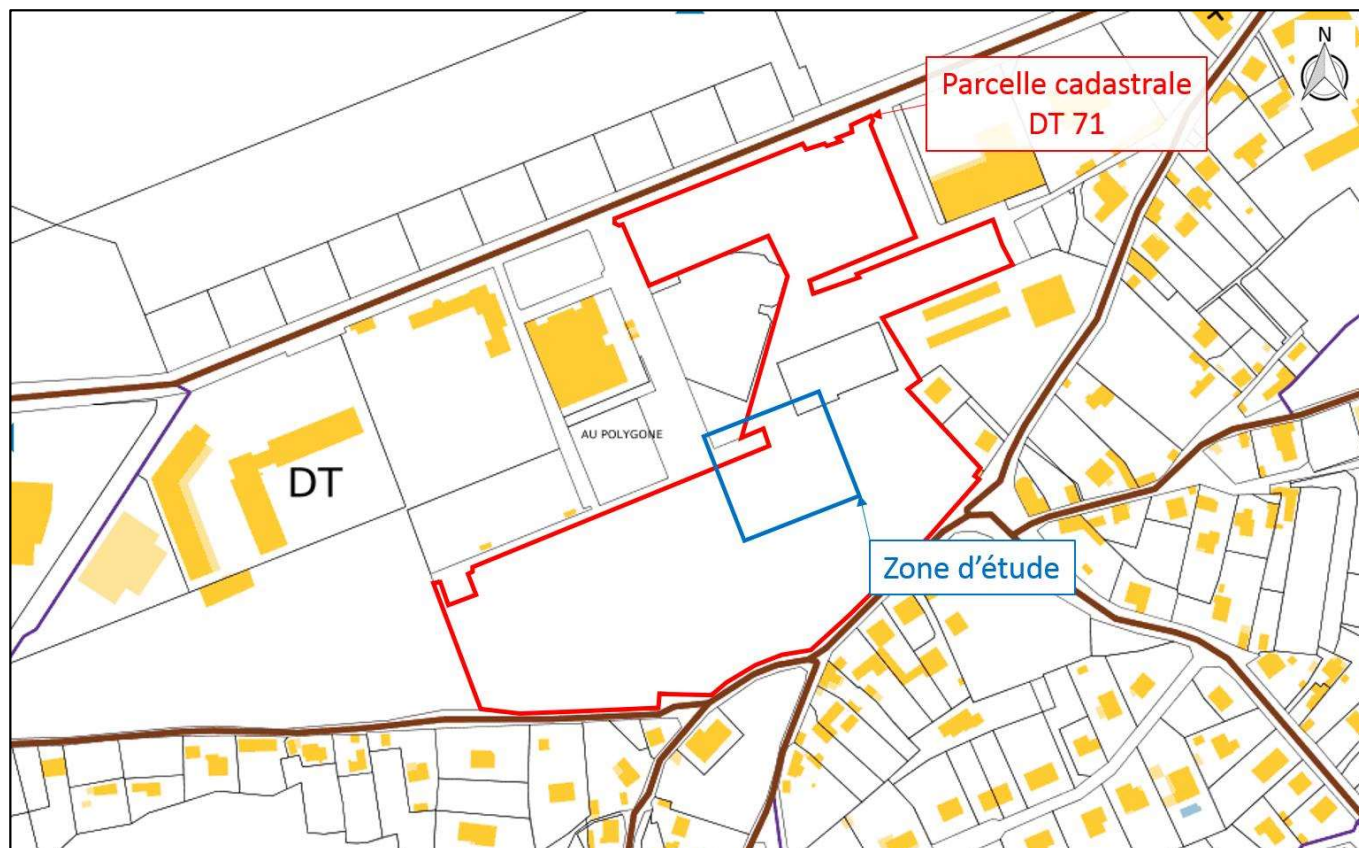 N
Parcelle cadastrale
DT 71
AU POLYGONE
DT
Zone d'étude